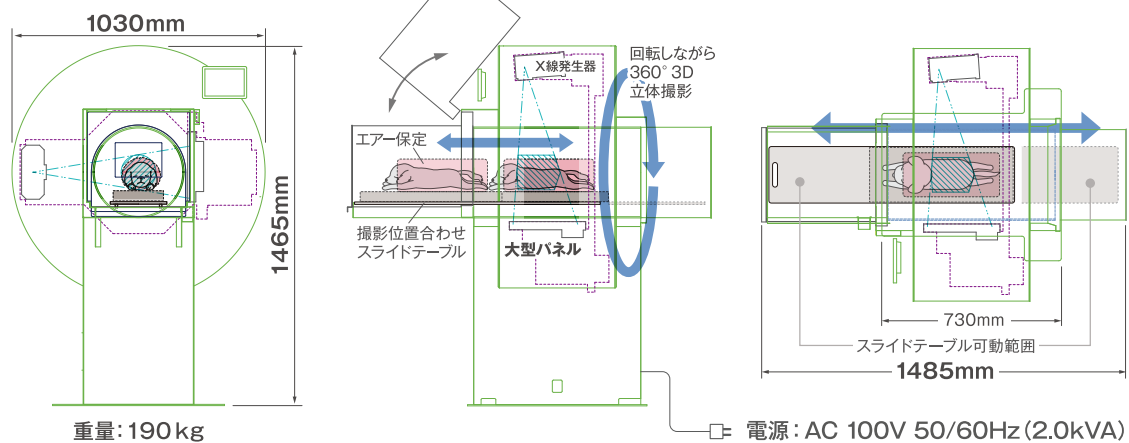 1030mm
1465mm
重量：190kg
X線発生器
回転しながら
360°3D
立体撮影
エアー保定
撮影位置合わせ
スライドテーブル
大型パネル
730mm
スライドテーブル可動範囲
1485mm
電源：AC 100V 50/60Hz（2.0kVA）